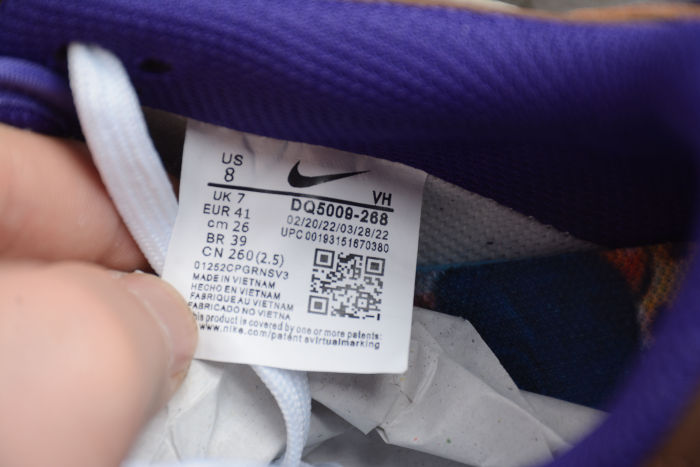 US
8
UK 7
VH
EUR 41
DQ5009-268
cm 26
02/20/22/03/28/22
BR 39
UPC 00193151670380
CN 260(2.5)
01252CPGRNSV3
MADE IN VIETNAM
HECHO EN VIETNAM
FABRIQUE AU VIETNAM
FABRICADO NO VIETNA
this product is covered by one or more patents:
www.nike.com/patent svirtualmarking